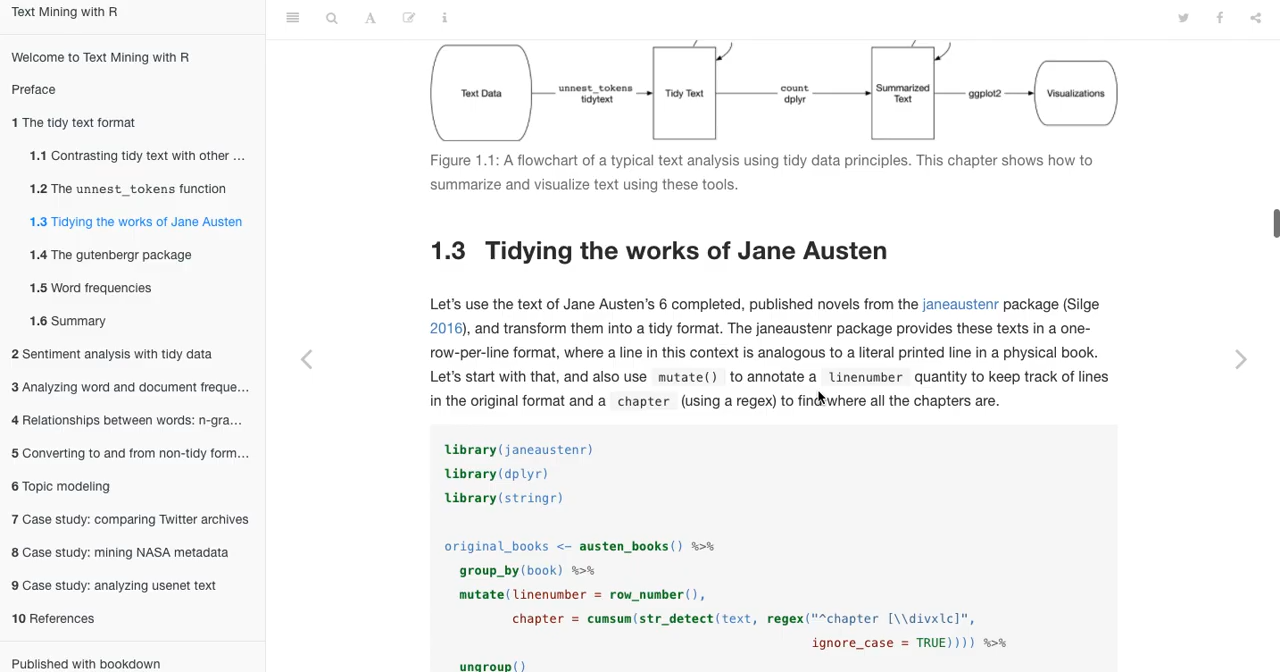 Text Mining with R
Welcome to Text Mining with R
Preface
1 The tidy text format
1.1 Contrasting tidy text with other …
1.2 The unnest_tokens function
1.3 Tidying the works of Jane Austen
1.4 The gutenbergr package
1.5 Word frequencies
1.6 Summary
2 Sentiment analysis with tidy data
3 Analyzing word and document freque…
4 Relationships between words: n-gra…
5 Converting to and from non-tidy form…
6 Topic modeling
7 Case study: comparing Twitter archives
8 Case study: mining NASA metadata
9 Case study: analyzing usenet text
10 References
Published with bookdown
Text Data
unnest_tokens
tidytext
Tidy Text
count
dplyr
Summarized
Text
ggplot2
Visualizations
Figure 1.1: A flowchart of a typical text analysis using tidy data principles. This chapter shows how to
summarize and visualize text using these tools.
1.3 Tidying the works of Jane Austen
Let’s use the text of Jane Austen’s 6 completed, published novels from the janeaustenr package (Silge
2016), and transform them into a tidy format. The janeaustenr package provides these texts in a one-
row-per-line format, where a line in this context is analogous to a literal printed line in a physical book.
Let’s start with that, and also use mutate() to annotate a linenumber quantity to keep track of lines
in the original format and a chapter (using a regex) to find where all the chapters are.
library(janeaustenr)
library(dplyr)
library(stringr)
original_books <- austen_books() %>%
group_by(book) %>%
mutate(linenumber = row_number(),
chapter = cumsum(str_detect(text, regex("^chapter [\\divxlc]",
ignore_case = TRUE)))) %>%
ungroup()